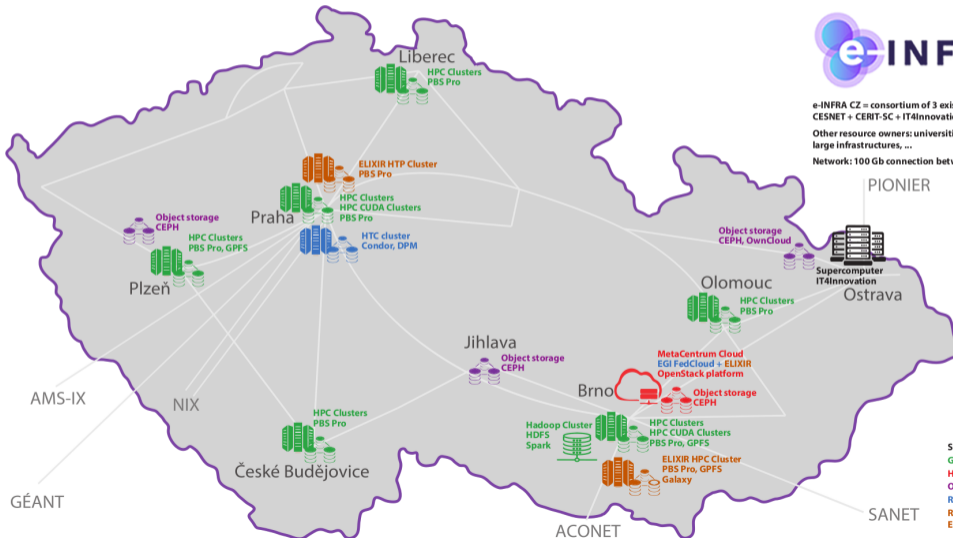 Liberec
HPC Clusters
PBS Pro
e-INF
e-INFRA CZ = consortium of 3
CESNET + CERIT-SC +
Other resource owners:
large infrastructures, ...
Network: 100 Gb connection
PIONIER
ELIXIR HTP Cluster
PBS Pro
HPC Clusters
HPC CUDA Clusters
PBS Pro
Praha
Object storage
CEPH
HTC cluster
Condor, DPM
HPC Clusters
PBS Pro, GPFS
Plzeň
Object storage
CEPH, OwnCloud
Supercomputer
IT4Innovation
Ostrava
Olomouc
HPC Clusters
PBS Pro
Jihlava
Object storage
CEPH
MetaCentrum Cloud
EGI FedCloud + ELIXIR
OpenStack platform
Brno
Object storage
CEPH
AMS-IX
NIX
HPC Clusters
PBS Pro
České Budějovice
Hadoop Cluster
HDFS
Spark
HPC Clusters
HPC CUDA Clusters
PBS Pro, GPFS
ELIXIR HPC Cluster
PBS Pro, GPFS
Galaxy
GÉANT
ACONET
SANET